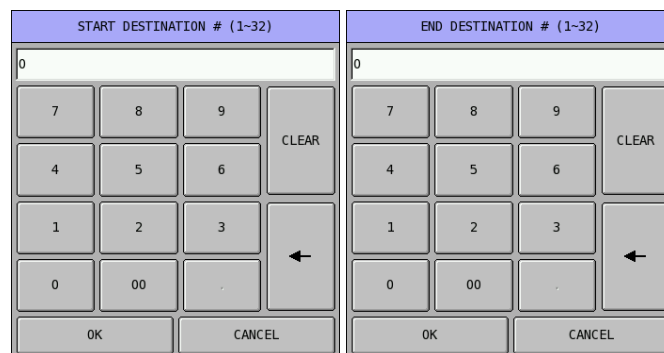 START DESTINATION # (1~32)
0
7 8 9
CLEAR
4 5 6
1 2 3
0 00 .
OK CANCEL
END DESTINATION # (1~32)
0
7 8 9
CLEAR
4 5 6
1 2 3
0 00 .
OK CANCEL